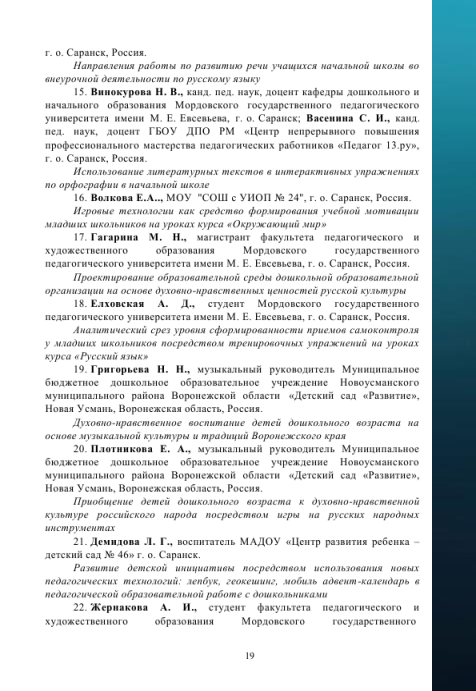 г. о. Саранск, Россия.
Направления работы по развитию речи учащихся начальной школы во
внеурочной деятельности по русскому языку
15. Винокурова Н. В., канд. пед. наук, доцент кафедры дошкольного и
начального образования Мордовского государственного педагогического
университета имени М. Е. Евсевьева, г. о. Саранск; Васенина С. И., канд.
пед. наук, доцент ГБОУ ДПО РМ «Центр непрерывного повышения
профессионального мастерства педагогических работников «Педагог 13.ру»,
г. о. Саранск, Россия.
Использование литературных текстов в интерактивных упражнениях
по орфографии в начальной школе
16. Волкова Е.А.., МОУ "СОШ с УИОП № 24", г. о. Саранск, Россия.
Игровые технологии как средство формирования учебной мотивации
младших школьников на уроках курса «Окружающий мир»
17. Гагарина М. Н., магистрант факультета педагогического и
художественного образования Мордовского государственного
педагогического университета имени М. Е. Евсевьева, г. о. Саранск, Россия.
Проектирование образовательной среды дошкольной образовательной
организации на основе духовно-нравственных ценностей русской культуры
18. Елховская А. Д., студент Мордовского государственного
педагогического университета имени М. Е. Евсевьева, г. о. Саранск, Россия.
Аналитический срез уровня сформированности приемов самоконтроля
у младших школьников посредством тренировочных упражнений на уроках
курса «Русский язык»
19. Григорьева Н. Н., музыкальный руководитель Муниципальное
бюджетное дошкольное образовательное учреждение Новоусманского
муниципального района Воронежской области «Детский сад «Развитие»,
Новая Усмань, Воронежская область, Россия.
Духовно-нравственное воспитание детей дошкольного возраста на
основе музыкальной культуры и традиций Воронежского края
20. Плотникова Е. А., музыкальный руководитель Муниципальное
бюджетное дошкольное образовательное учреждение Новоусманского
муниципального района Воронежской области «Детский сад «Развитие»,
Новая Усмань, Воронежская область, Россия.
Приобщение детей дошкольного возраста к духовно-нравственной
культуре российского народа посредством игры на русских народных
инструментах
21. Демидова Л. Г., воспитатель МАДОУ «Центр развития ребенка –
детский сад № 46» г. о. Саранск.
Развитие детской инициативы посредством использования новых
педагогических технологий: лепбук, геокешинг, мобиль адвент-календарь в
педагогической образовательной работе с дошкольниками
22. Жернакова А. И., студент факультета педагогического и
художественного образования Мордовского государственного
19